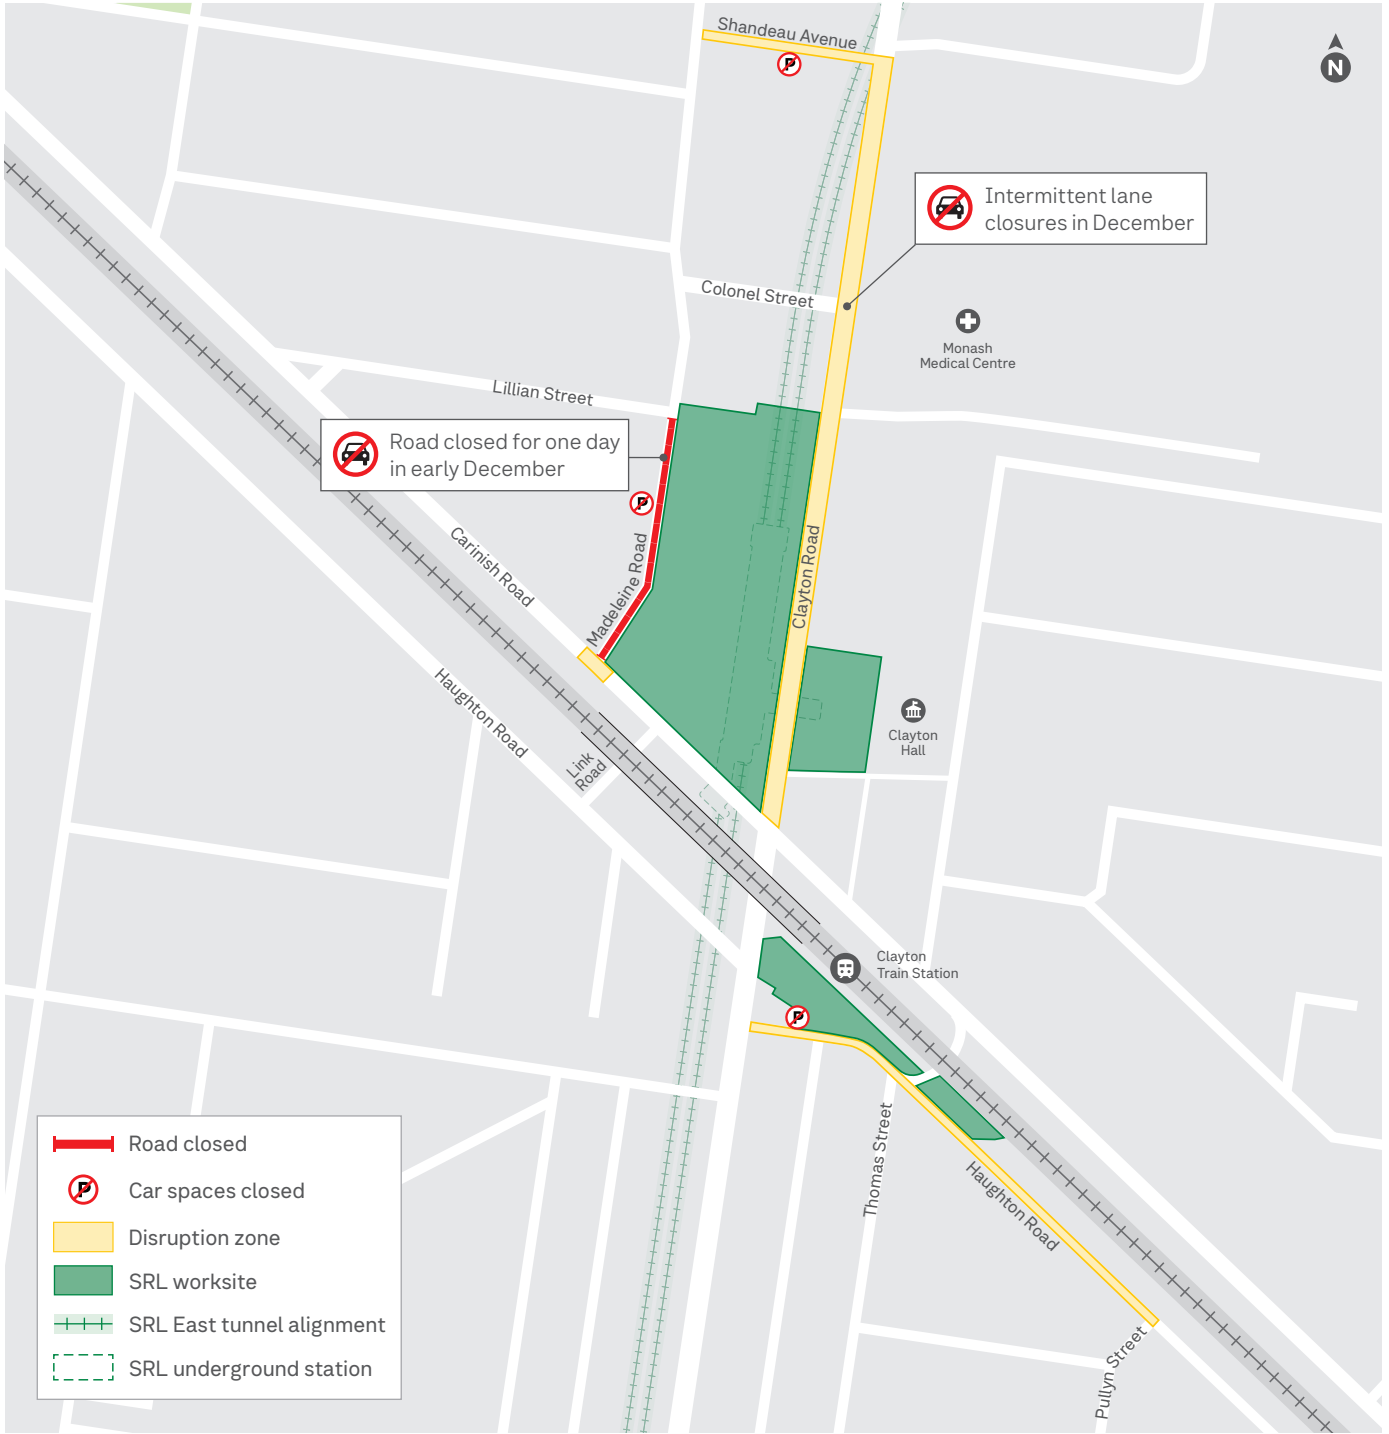 Shandeau Avenue
N
P
Intermittent lane
closures in December
Colonel Street
Monash
Medical Centre
Lillian Street
Road closed for one day
in early December
P
Carinish Road
Madeleine Road
Clayton Road
Haughton Road
Link
Road
Clayton
Hall
Clayton
Train Station
P
Thomas Street
Haughton Road
Pullyn Street
Road closed
P
Car spaces closed
Disruption zone
SRL worksite
SRL East tunnel alignment
SRL underground station